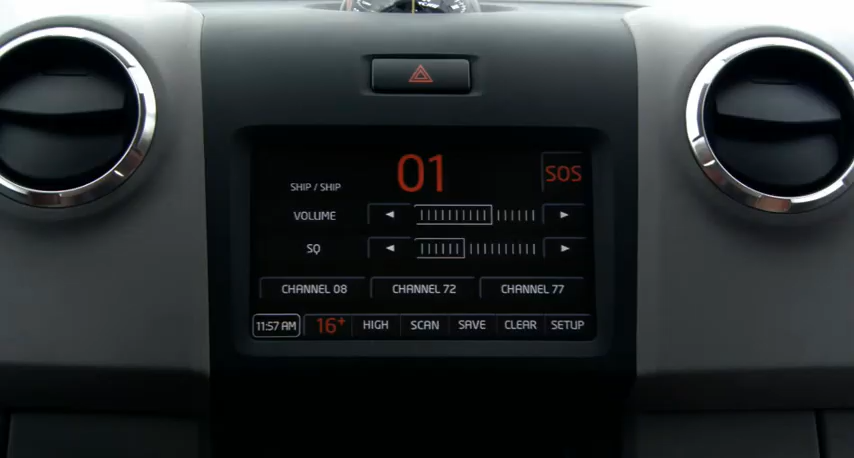 01
SOS
SHIP / SHIP
VOLUME
SQ
CHANNEL 08 CHANNEL 72 CHANNEL 77
11:57 AM 16+ HIGH SCAN SAVE CLEAR SETUP